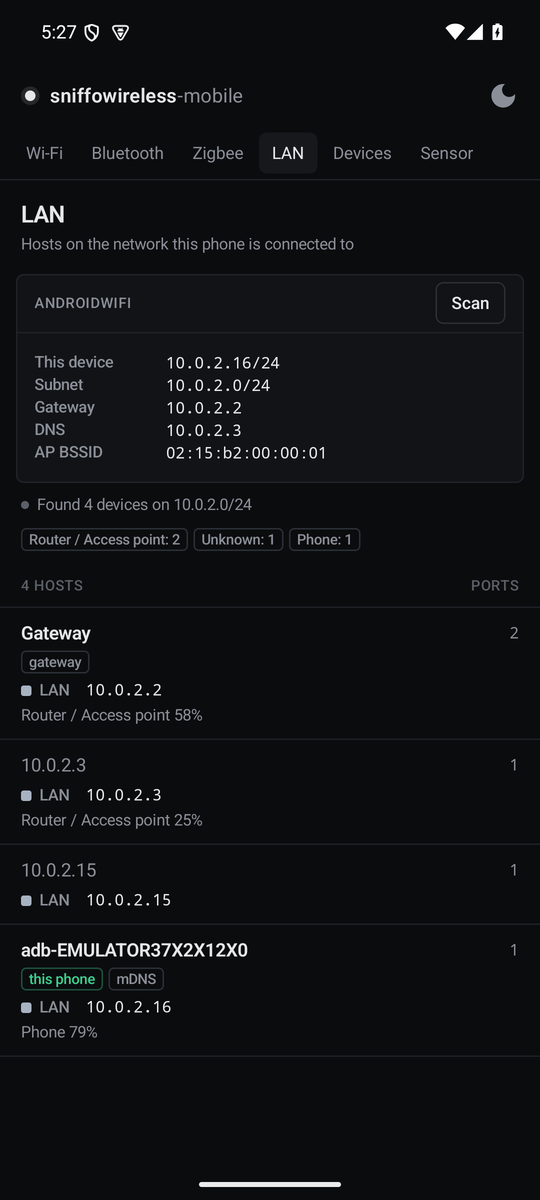 5:27
sniffowireless-mobile
Wi-Fi Bluetooth Zigbee LAN Devices Sensor
LAN
Hosts on the network this phone is connected to
ANDROIDWIFI Scan
This device 10.0.2.16/24
Subnet 10.0.2.0/24
Gateway 10.0.2.2
DNS 10.0.2.3
AP BSSID 02:15:b2:00:00:01
Found 4 devices on 10.0.2.0/24
Router / Access point: 2 Unknown: 1 Phone: 1
4 HOSTS PORTS
Gateway 2
gateway
LAN 10.0.2.2
Router / Access point 58%
10.0.2.3 1
LAN 10.0.2.3
Router / Access point 25%
10.0.2.15 1
LAN 10.0.2.15
adb-EMULATOR37X2X12X0 1
this phone mDNS
LAN 10.0.2.16
Phone 79%